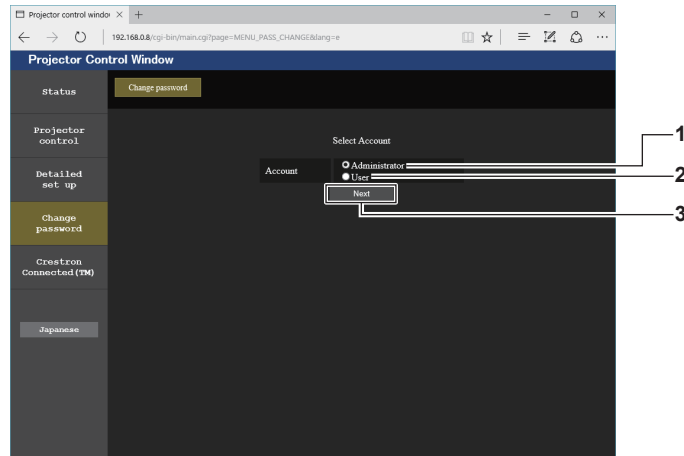 Projector control window
192.168.0.8/cgi-bin/main.cgi?page=MENU_PASS_CHANGE&lang=e
Projector Control Window
Status
Change password
Projector
control
Select Account
1
Account
Administrator
User
2
Detailed
set up
Next
3
Change
password
Crestron
Connected(TM)
Japanese